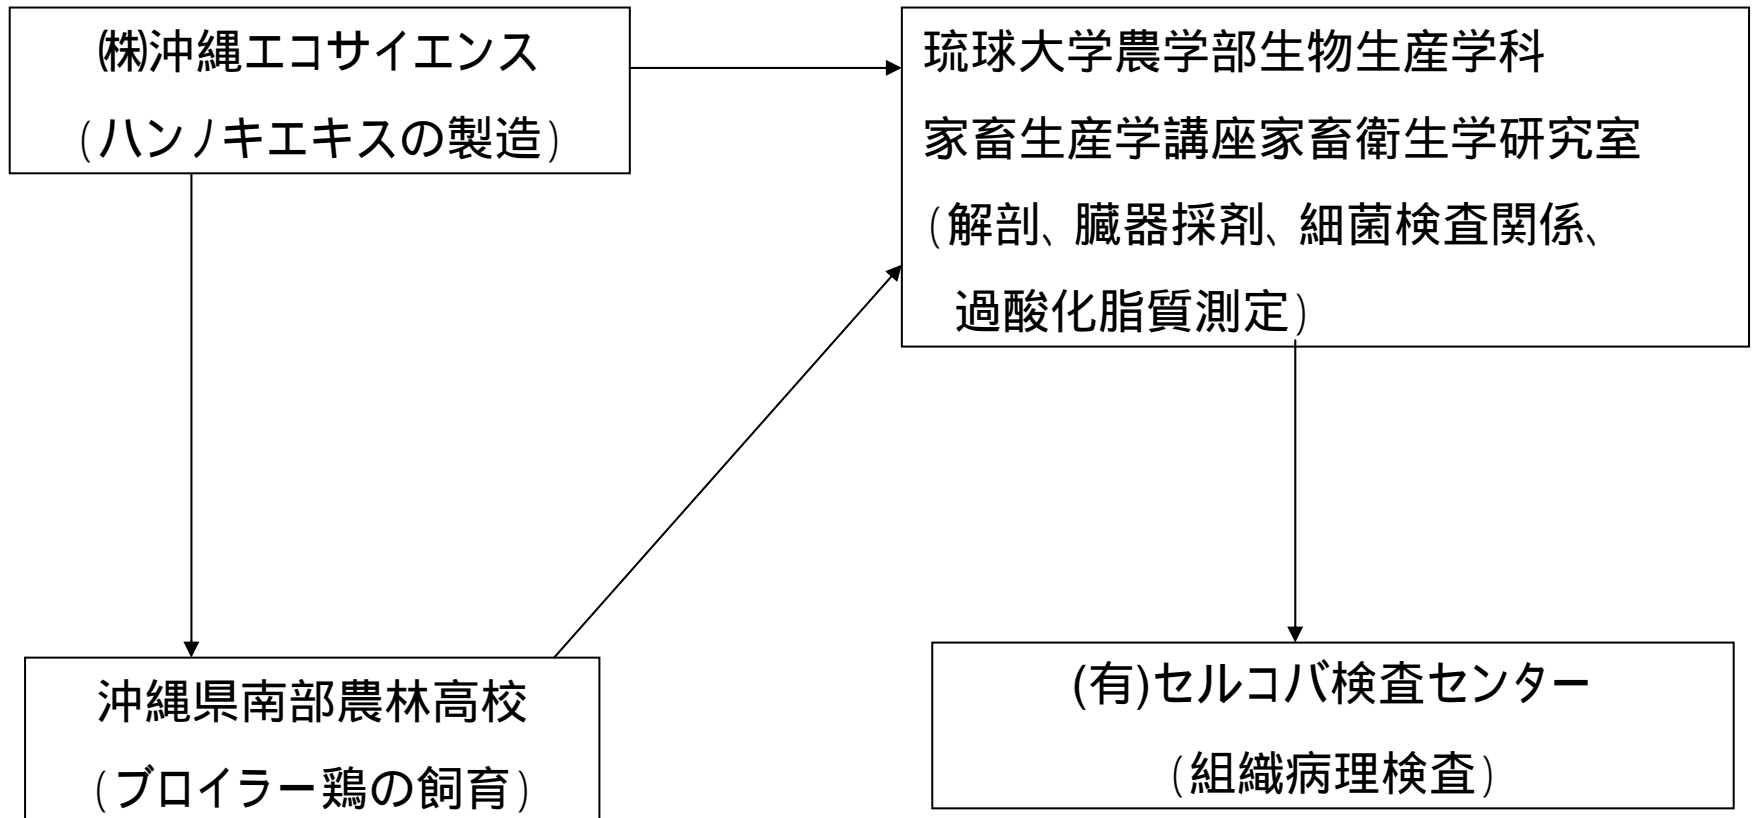 ㈱沖縄エコサイエンス
(ハンノキエキスの製造)
琉球大学農学部生物生産学科
家畜生産学講座家畜衛生学研究室
(解剖、臓器採剤、細菌検査関係、
過酸化脂質測定)
沖縄県南部農林高校
(ブロイラー鶏の飼育)
(有)セルコバ検査センター
(組織病理検査)